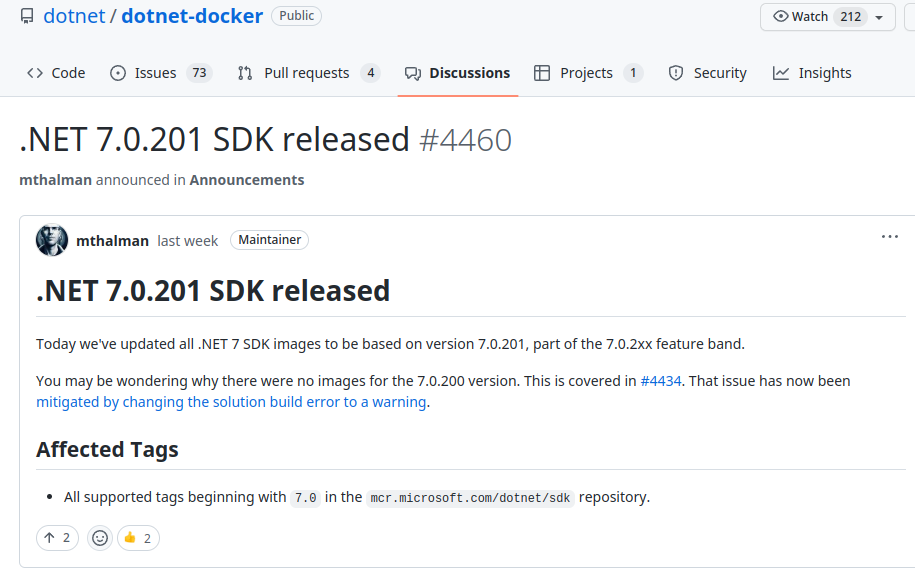 dotnet / dotnet-docker Public
Watch 212
Code Issues 73 Pull requests 4 Discussions Projects 1 Security Insights
.NET 7.0.201 SDK released #4460
mthalman announced in Announcements
mthalman last week Maintainer
.NET 7.0.201 SDK released
Today we've updated all .NET 7 SDK images to be based on version 7.0.201, part of the 7.0.2xx feature band.
You may be wondering why there were no images for the 7.0.200 version. This is covered in #4434. That issue has now been
mitigated by changing the solution build error to a warning.
Affected Tags
• All supported tags beginning with 7.0 in the mcr.microsoft.com/dotnet/sdk repository.
↑ 2 👍 2